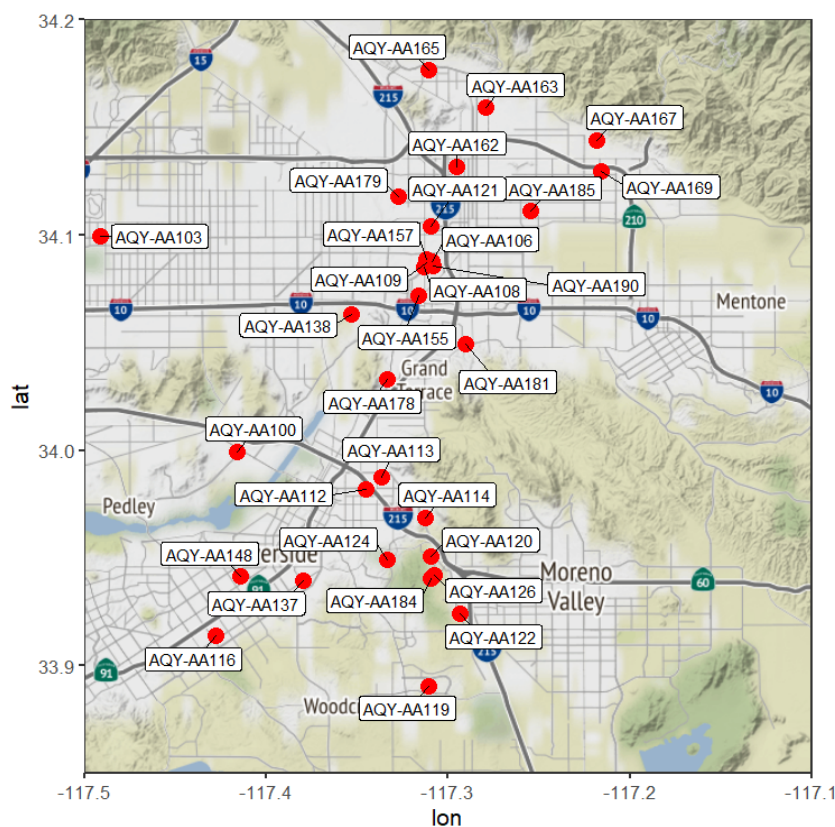 34.2
AQY-AA165
15
215
AQY-AA163
AQY-AA167
AQY-AA162
AQY-AA179
AQY-AA121
AQY-AA185
AQY-AA169
215
210
34.1
AQY-AA103
AQY-AA157
AQY-AA106
AQY-AA109
AQY-AA108
AQY-AA190
Mentone
10
10
10
10
10
AQY-AA138
AQY-AA155
Grand
Terrace
AQY-AA181
10
AQY-AA178
lat
AQY-AA100
34.0
AQY-AA113
AQY-AA112
AQY-AA114
Pedley
215
AQY-AA124
AQY-AA120
AQY-AA148
erside
91
AQY-AA137
AQY-AA184
AQY-AA126
Moreno
Valley
60
AQY-AA122
215
AQY-AA116
33.9
91
Woodc
AQY-AA119
-117.5
-117.4
-117.3
-117.2
-117.1
lon